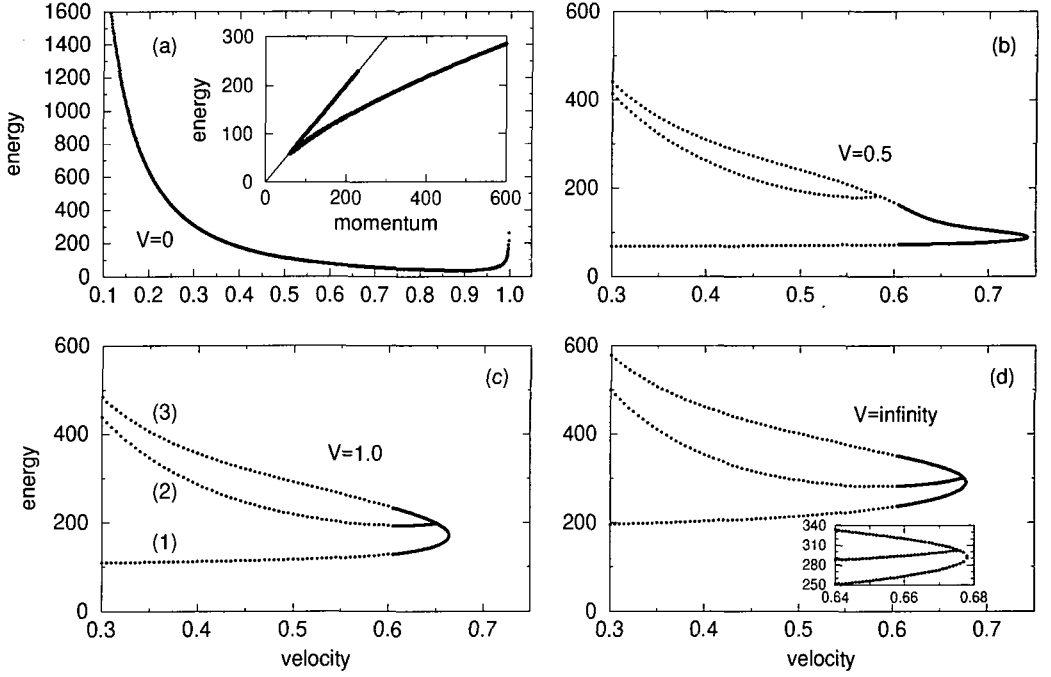 1600
1400
1200
1000
800
600
400
200
0
energy
(a)
V=0
0.1 0.2 0.3 0.4 0.5 0.6 0.7 0.8 0.9 1.0
300
200
100
0
energy
0 200 400 600
momentum
600
400
200
0
(b)
V=0.5
0.3 0.4 0.5 0.6 0.7
600
400
200
0
energy
(c)
(3)
V=1.0
(2)
(1)
0.3 0.4 0.5 0.6 0.7
velocity
600
400
200
0
(d)
V=infinity
340
310
280
250
0.64 0.66 0.68
0.3 0.4 0.5 0.6 0.7
velocity